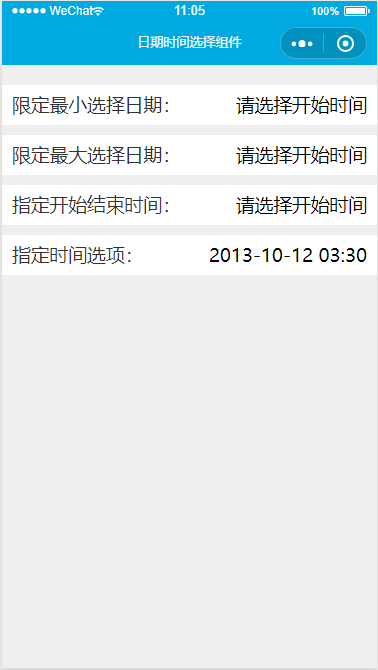 WeChat 11:05 100%
日期时间选择组件
限定最小选择日期： 请选择开始时间
限定最大选择日期： 请选择开始时间
指定开始结束时间： 请选择开始时间
指定时间选项： 2013-10-12 03:30